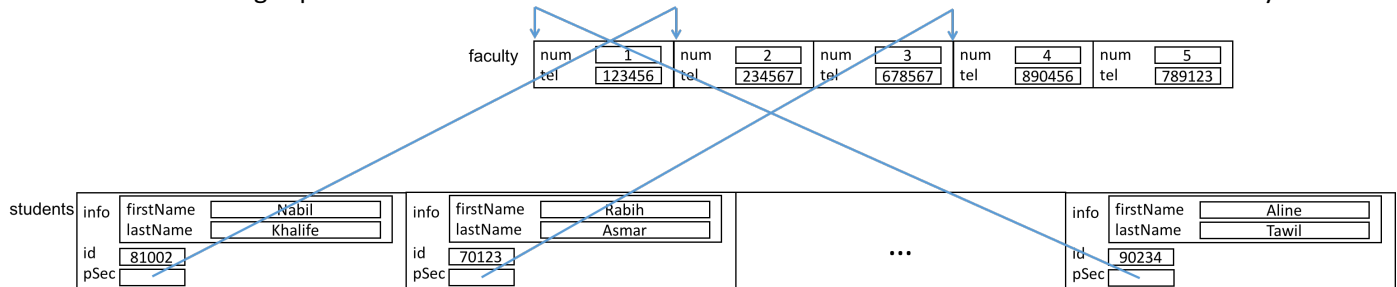 faculty num 1 num 2 num 3 num 4 num 5
tel 123456 tel 234567 tel 678567 tel 890456 tel 789123
students info firstName Nabil info firstName Rabih info firstName Aline
lastName Khalife lastName Asmar lastName Tawil
id 81002 id 70123 ... id 90234
pSec pSec pSec